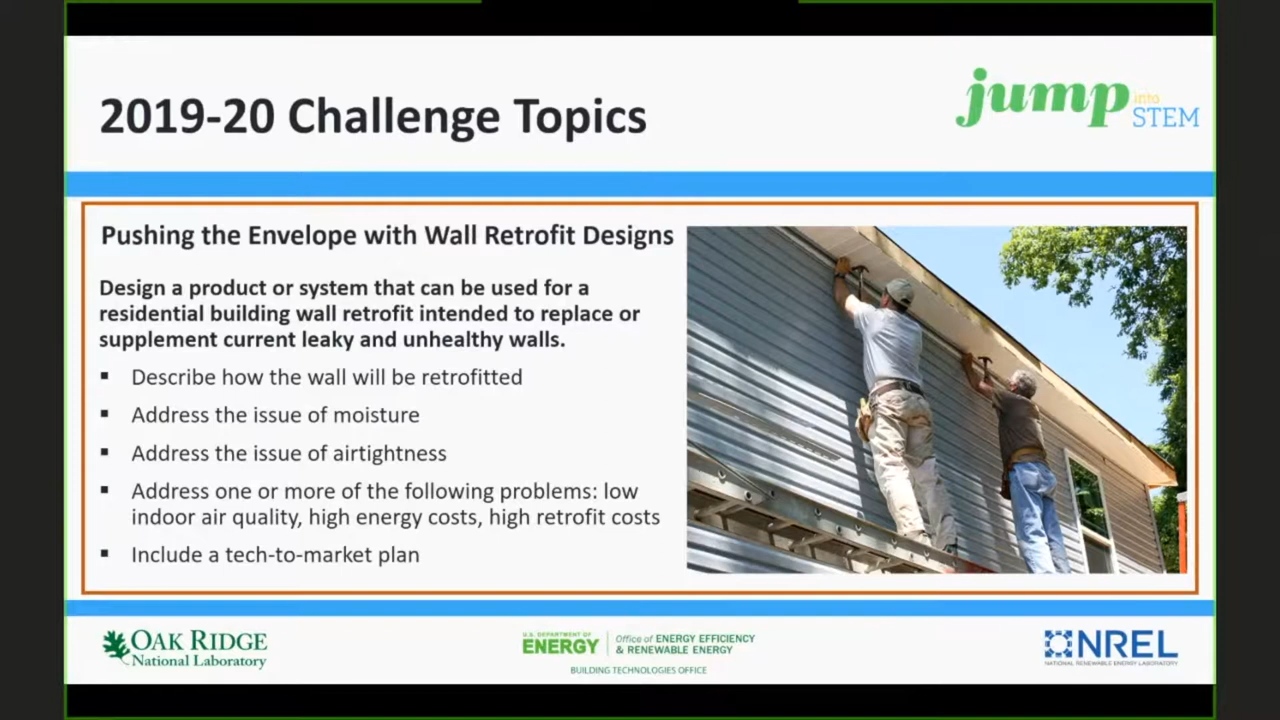 2019-20 Challenge Topics
jump into STEM
Pushing the Envelope with Wall Retrofit Designs
Design a product or system that can be used for a
residential building wall retrofit intended to replace or
supplement current leaky and unhealthy walls.
▪ Describe how the wall will be retrofitted
▪ Address the issue of moisture
▪ Address the issue of airtightness
▪ Address one or more of the following problems: low
indoor air quality, high energy costs, high retrofit costs
▪ Include a tech-to-market plan
OAK RIDGE
National Laboratory
U.S. DEPARTMENT OF
ENERGY
Office of ENERGY EFFICIENCY
& RENEWABLE ENERGY
BUILDING TECHNOLOGIES OFFICE
NREL
NATIONAL RENEWABLE ENERGY LABORATORY